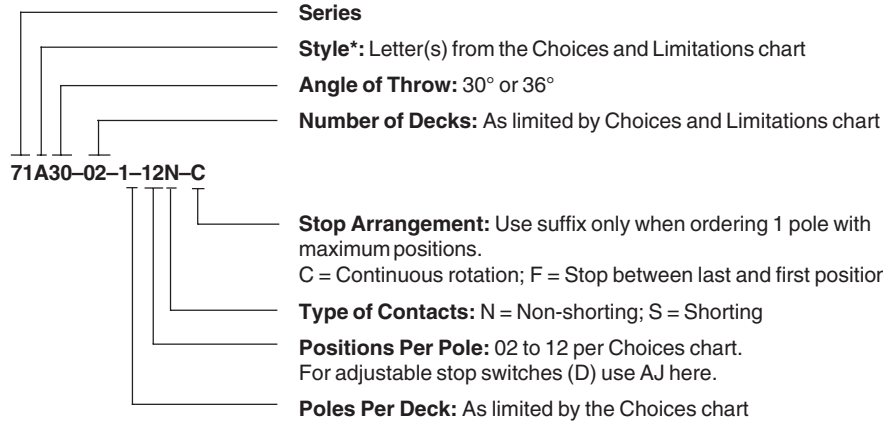 Series
Style*: Letter(s) from the Choices and Limitations chart
Angle of Throw: 30° or 36°
Number of Decks: As limited by Choices and Limitations chart
71A30–02–1–12N–C
Stop Arrangement: Use suffix only when ordering 1 pole with
maximum positions.
C = Continuous rotation; F = Stop between last and first position
Type of Contacts: N = Non-shorting; S = Shorting
Positions Per Pole: 02 to 12 per Choices chart.
For adjustable stop switches (D) use AJ here.
Poles Per Deck: As limited by the Choices chart